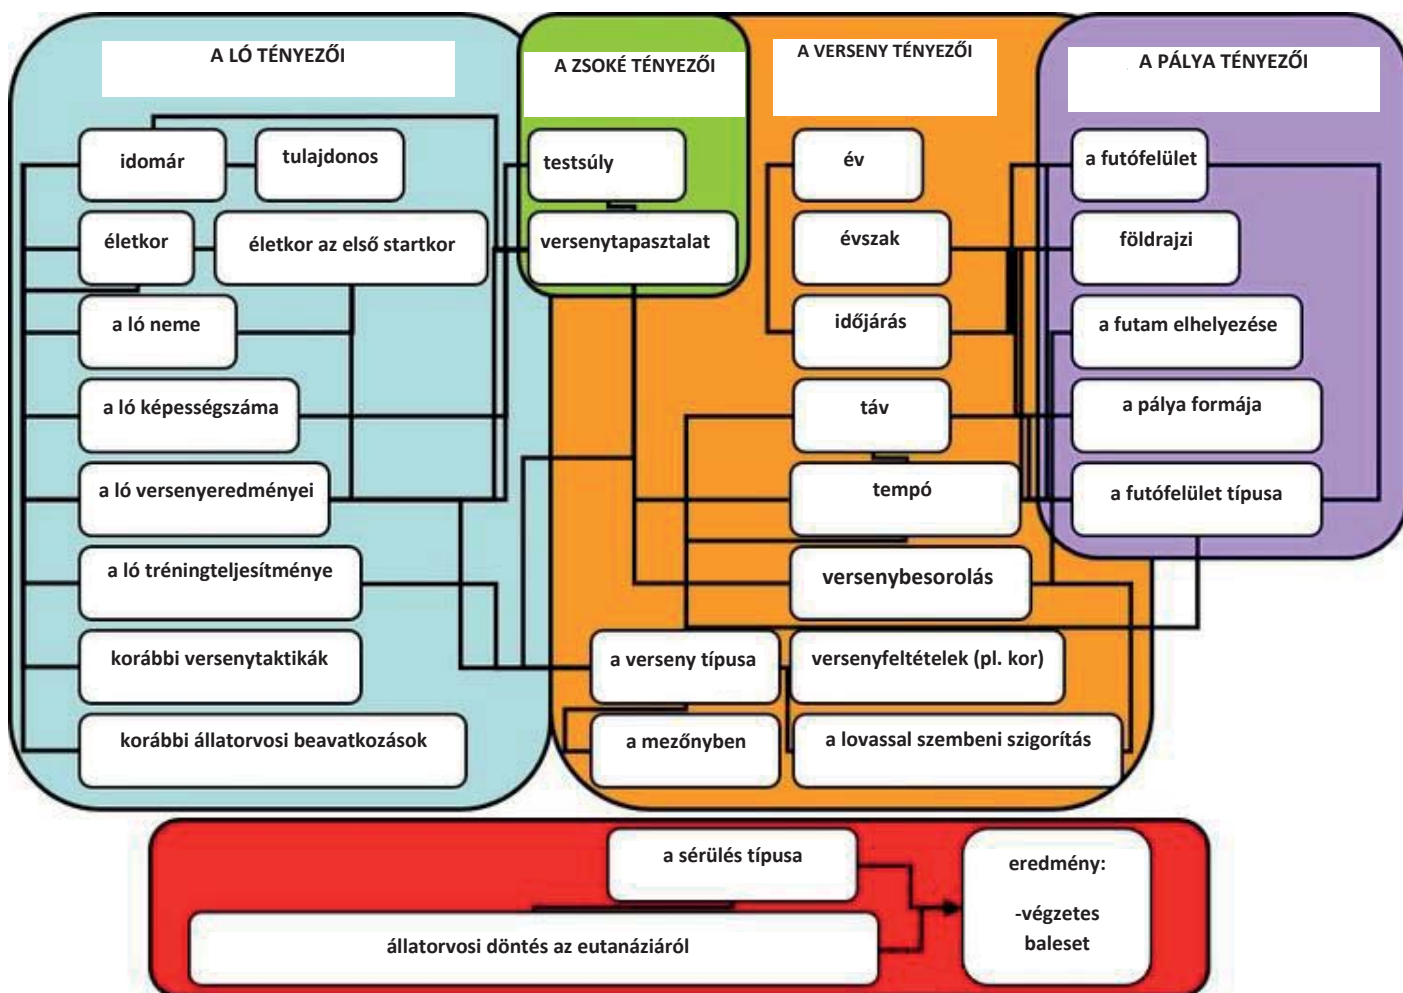 A LÓ TÉNYEZŐI
idomár
tulajdonos
életkor
életkor az első startkor
a ló neme
a ló képességszáma
a ló versenyeredményei
a ló tréningteljesítménye
korábbi versenytaktikák
korábbi állatorvosi beavatkozások
A ZSOKÉ TÉNYEZŐI
testsúly
versenytapasztalat
A VERSENY TÉNYEZŐI
év
évszak
időjárás
táv
tempó
versenybesorolás
a verseny típusa
versenyfeltételek (pl. kor)
a mezőnyben
a lovassal szembeni szigorítás
A PÁLYA TÉNYEZŐI
a futófelület
földrajzi
a futam elhelyezése
a pálya formája
a futófelület típusa
a sérülés típusa
állatorvosi döntés az eutanáziáról
eredmény:
-végzetes
baleset